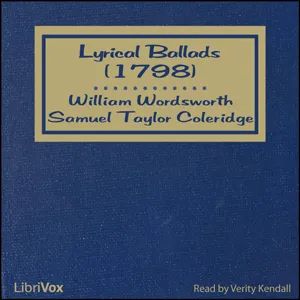 Lyrical Ballads
(1798)
William Wordsworth
Samuel Taylor Coleridge
LibriVox
Read by Verity Kendall